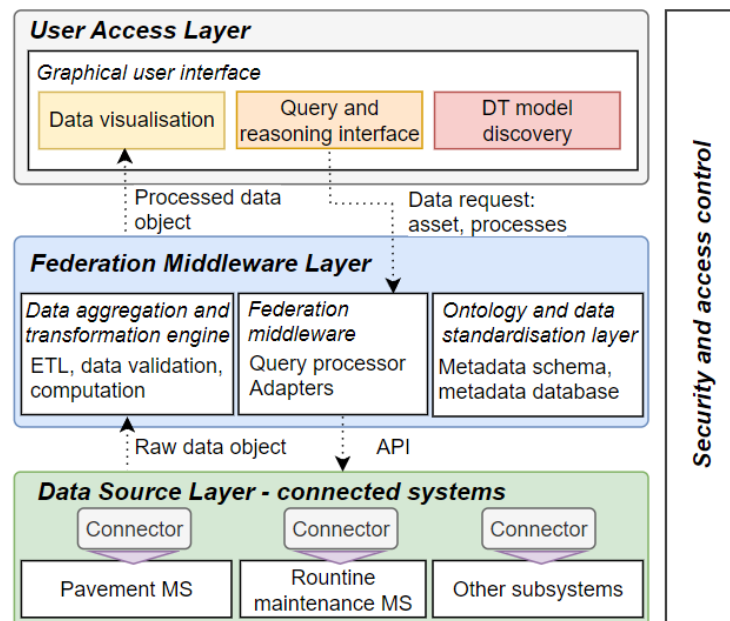 User Access Layer
Graphical user interface
Data visualisation
Query and
reasoning interface
DT model
discovery
Processed data
object
Data request:
asset, processes
Federation Middleware Layer
Data aggregation and
transformation engine
ETL, data validation,
computation
Federation
middleware
Query processor
Adapters
Ontology and data
standardisation layer
Metadata schema,
metadata database
Raw data object
API
Data Source Layer - connected systems
Connector
Connector
Connector
Pavement MS
Rountine
maintenance MS
Other subsystems
Security and access control